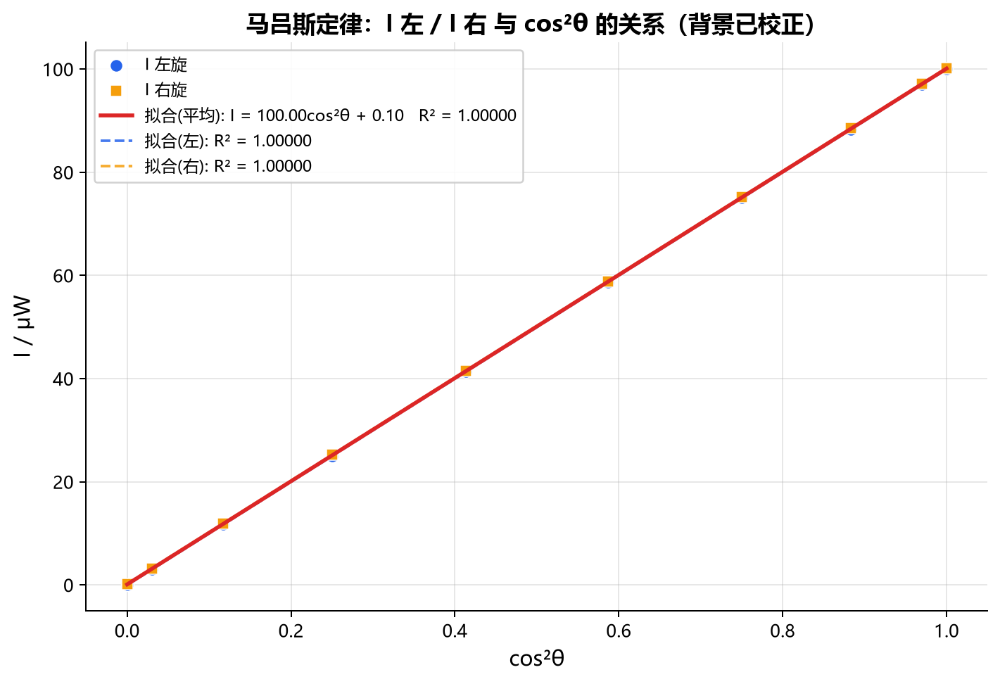 马吕斯定律：I 左 / I 右 与 cos²θ 的关系（背景已校正）
I 左旋
I 右旋
拟合(平均): I = 100.00cos²θ + 0.10   R² = 1.00000
拟合(左): R² = 1.00000
拟合(右): R² = 1.00000
I / μW
100
80
60
40
20
0
0.0 0.2 0.4 0.6 0.8 1.0
cos²θ